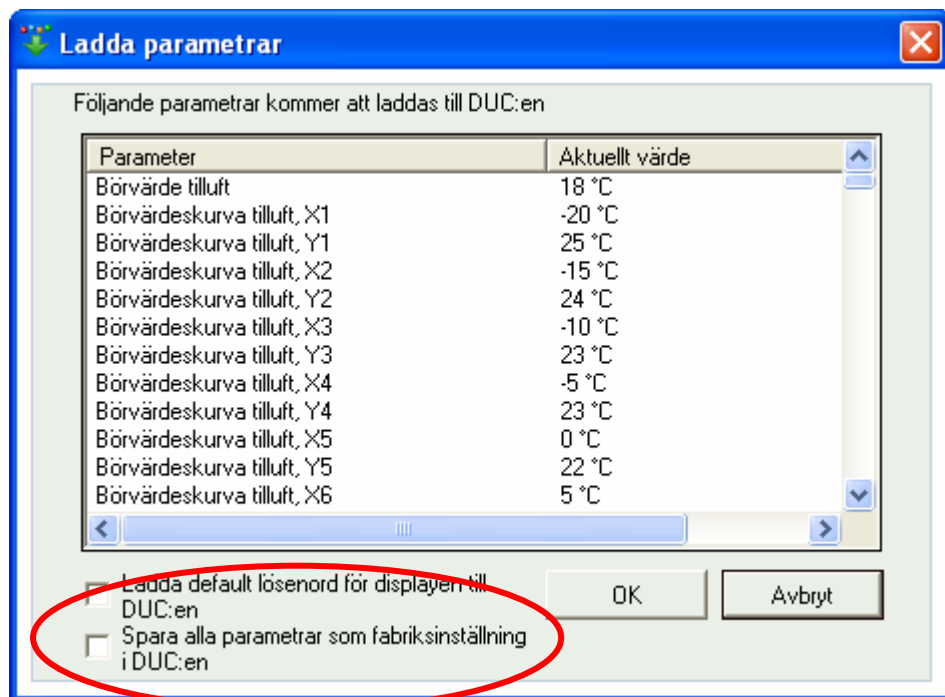 Ladda parametrar
Följande parametrar kommer att laddas till DUC:en
Parameter Aktuellt värde
Börvärde tilluft 18 °C
Börvärdeskurva tilluft, X1 -20 °C
Börvärdeskurva tilluft, Y1 25 °C
Börvärdeskurva tilluft, X2 -15 °C
Börvärdeskurva tilluft, Y2 24 °C
Börvärdeskurva tilluft, X3 -10 °C
Börvärdeskurva tilluft, Y3 23 °C
Börvärdeskurva tilluft, X4 -5 °C
Börvärdeskurva tilluft, Y4 23 °C
Börvärdeskurva tilluft, X5 0 °C
Börvärdeskurva tilluft, Y5 22 °C
Börvärdeskurva tilluft, X6 5 °C
Ladda default lösenord för displayen till
DUC:en
OK Avbryt
Spara alla parametrar som fabriksinställning
i DUC:en